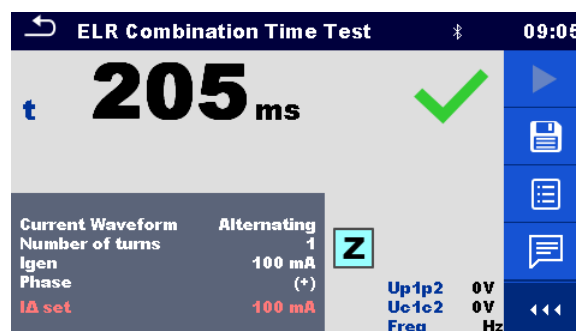 ELR Combination Time Test 09:05
t 205 ms
Current Waveform Alternating
Number of turns 1
Igen 100 mA
Phase (+)
IΔ set 100 mA
Z
Up1p2 0V
Uc1c2 0V
Freq Hz